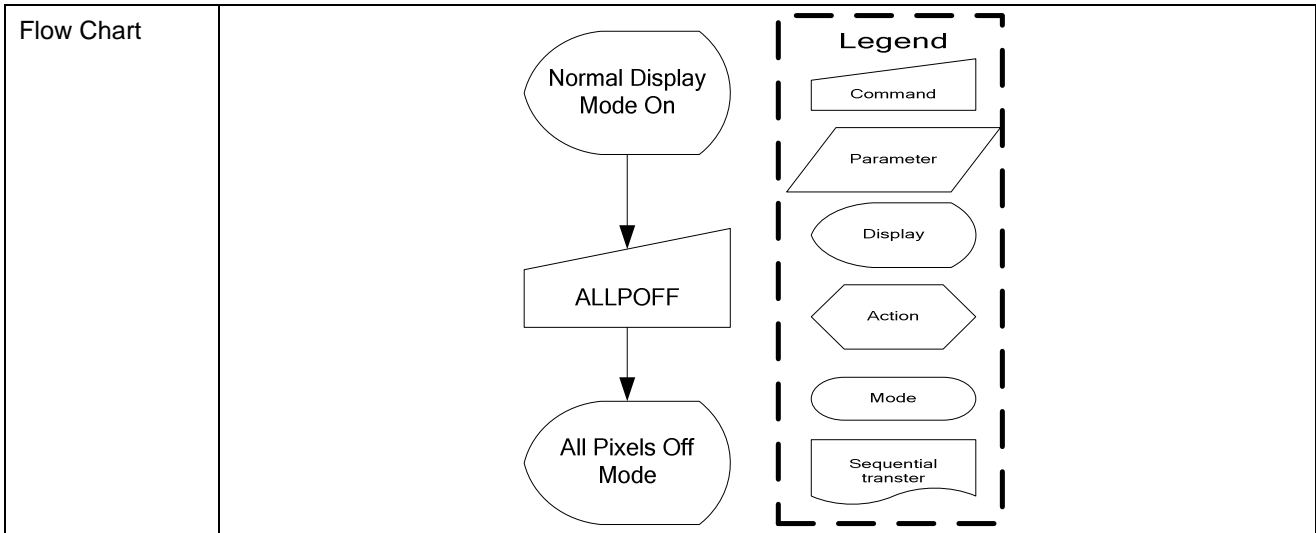 Flow Chart
Normal Display
Mode On
ALLPOFF
All Pixels Off
Mode
Legend
Command
Parameter
Display
Action
Mode
Sequential
transter